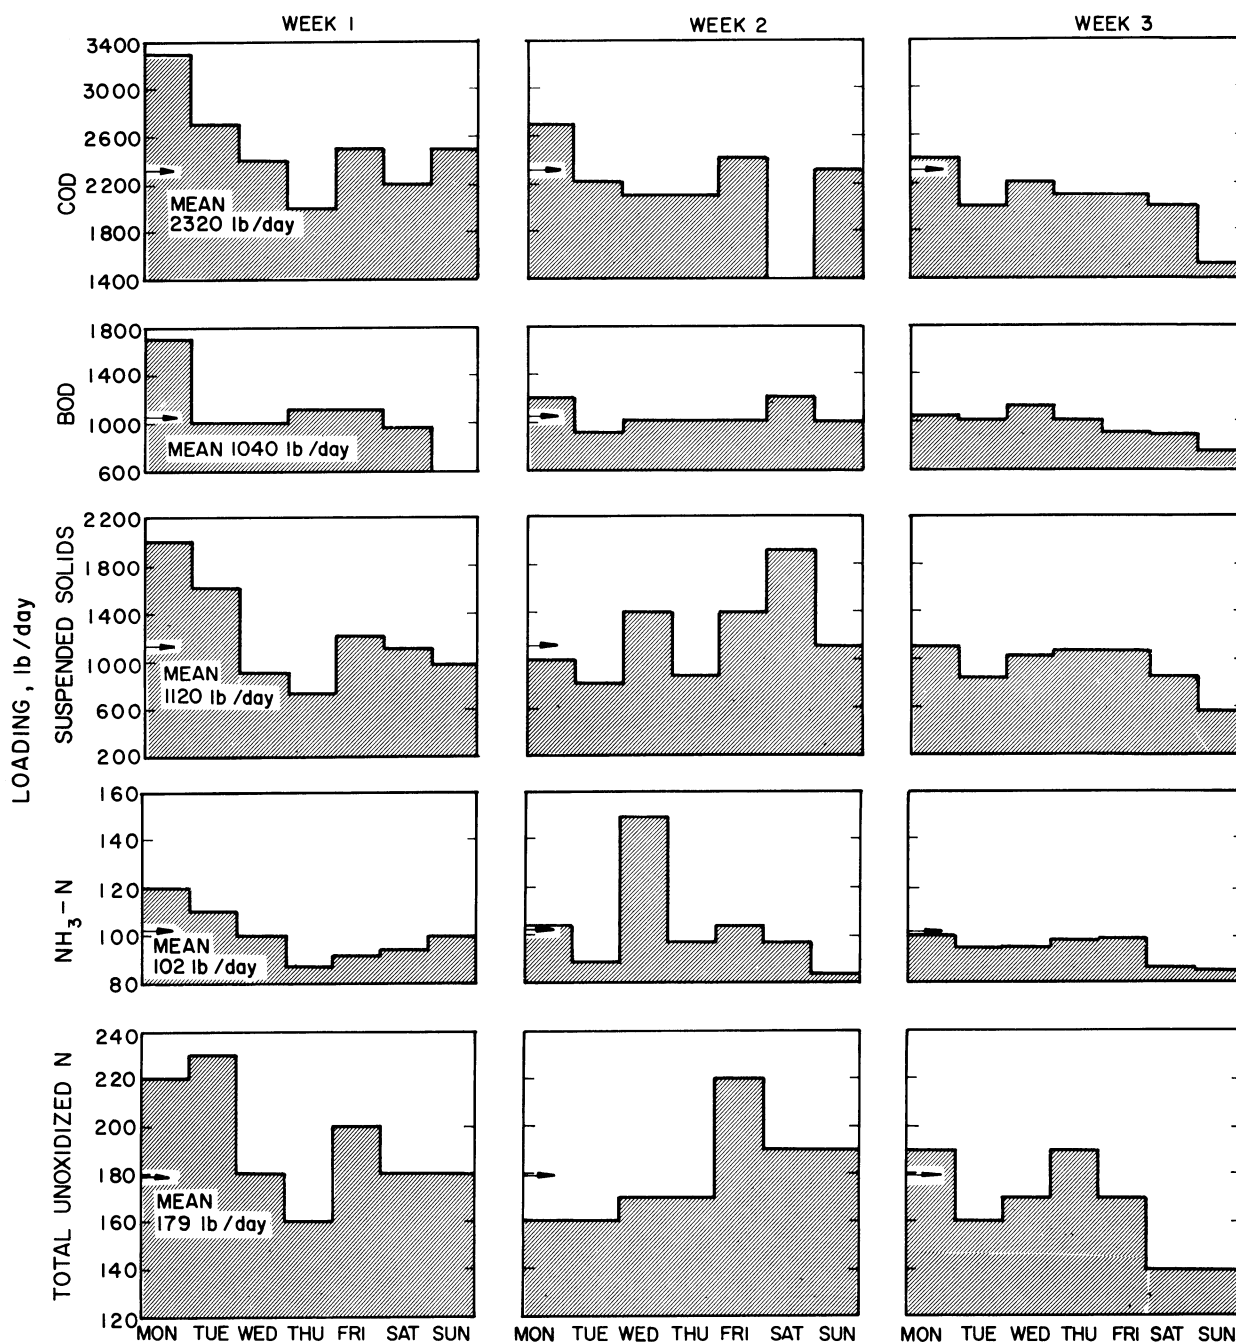 WEEK 1
WEEK 2
WEEK 3
LOADING, lb/day
COD
3400
3000
2600
2200
1800
1400
MEAN
2320 lb/day
BOD
1800
1400
1000
600
MEAN 1040 lb/day
SUSPENDED SOLIDS
2200
1800
1400
1000
600
200
MEAN
1120 lb/day
NH3-N
160
140
120
100
80
MEAN
102 lb/day
TOTAL UNOXIDIZED N
240
220
200
180
160
140
120
MEAN
179 lb/day
MON TUE WED THU FRI SAT SUN
MON TUE WED THU FRI SAT SUN
MON TUE WED THU FRI SAT SUN